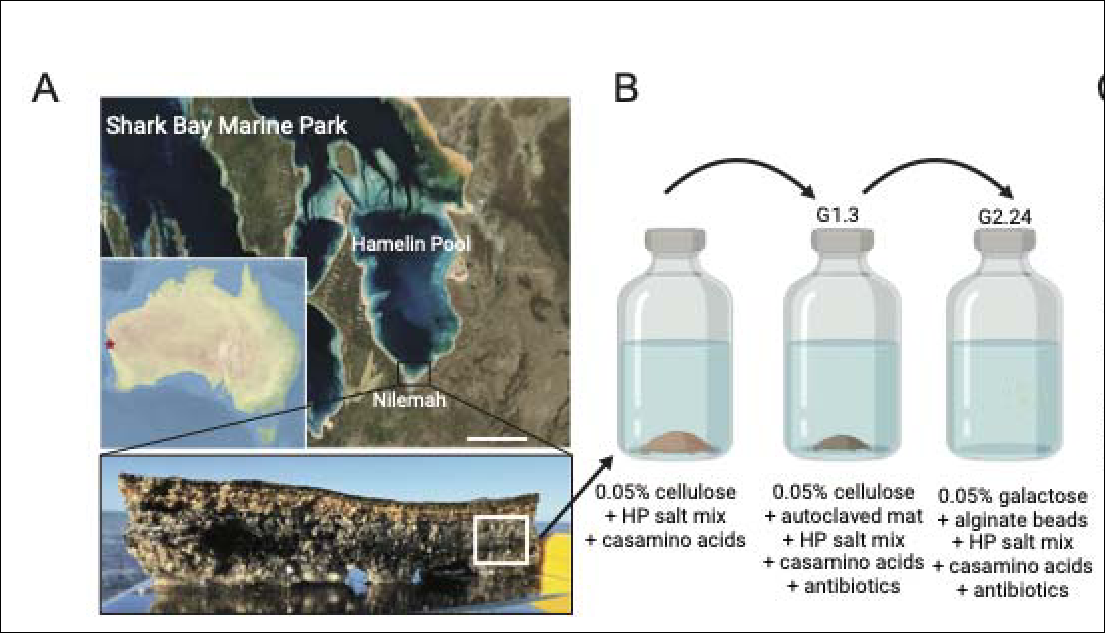 A
B
Shark Bay Marine Park
Hamelin Pool
Nilemah
G1.3
G2.24
0.05% cellulose
+ HP salt mix
+ casamino acids
0.05% cellulose
+ autoclaved mat
+ HP salt mix
+ casamino acids
+ antibiotics
0.05% galactose
+ alginate beads
+ HP salt mix
+ casamino acids
+ antibiotics